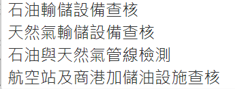 石油輸儲設備查核
天然氣輸儲設備查核
石油與天然氣管線檢測
航空站及商港加儲油設施查核